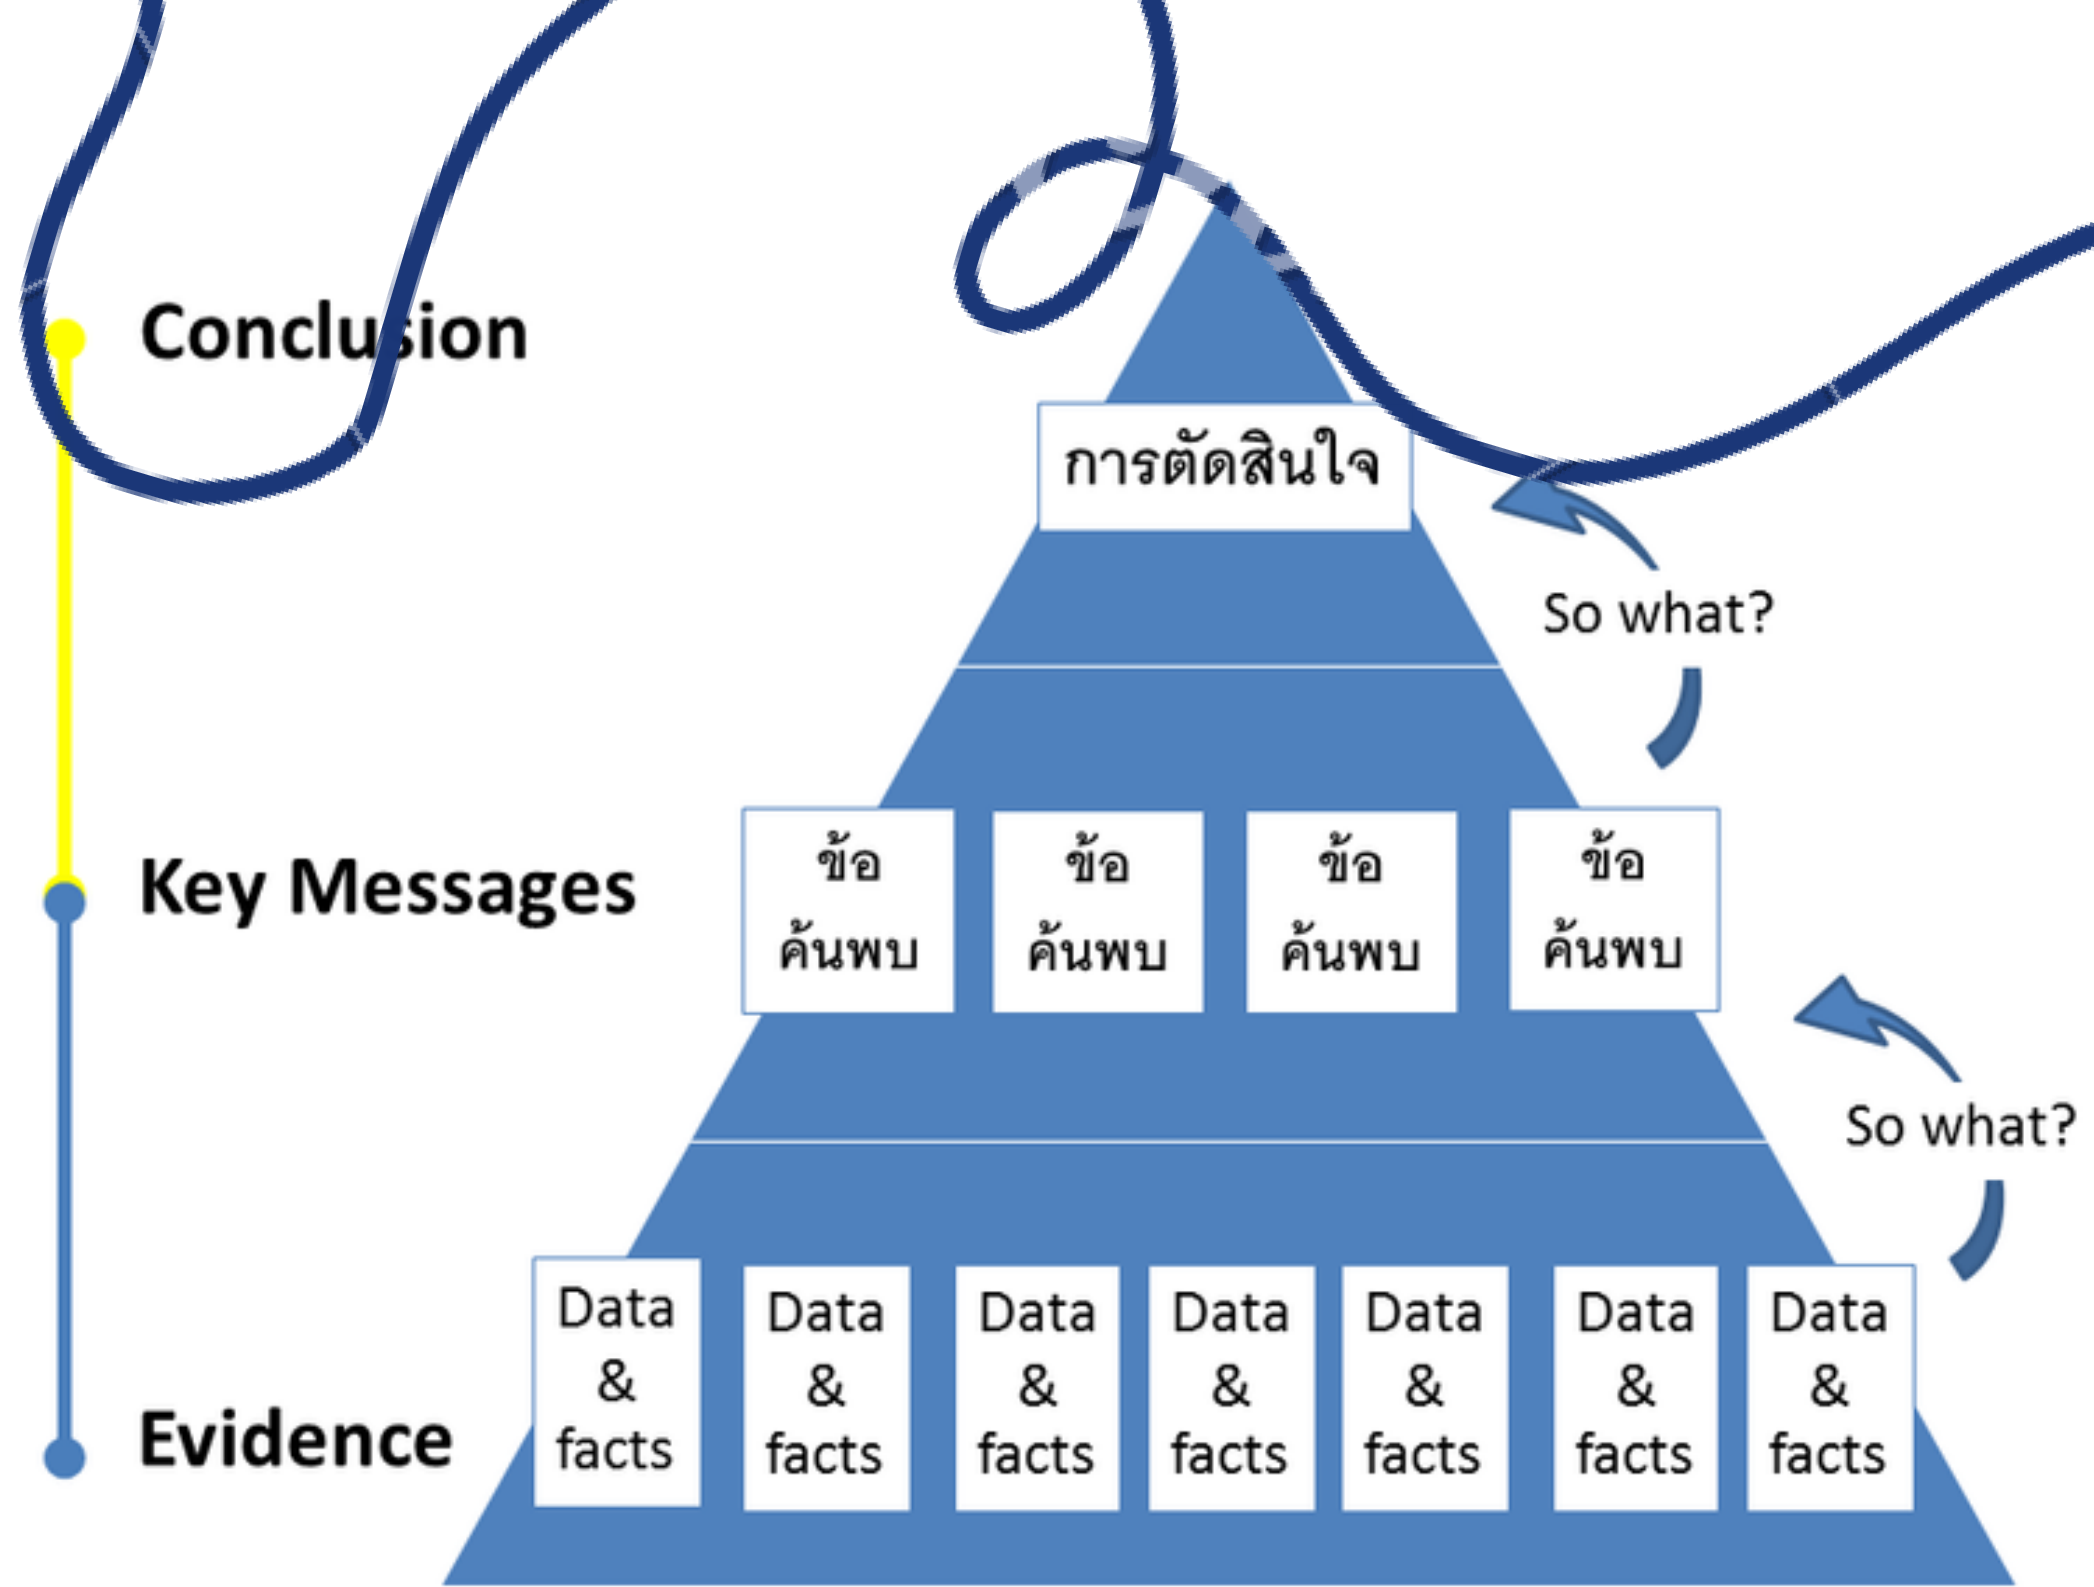 Conclusion
การตัดสินใจ
So what?
Key Messages
ข้อ
ค้นพบ
ข้อ
ค้นพบ
ข้อ
ค้นพบ
ข้อ
ค้นพบ
So what?
Evidence
Data
&
facts
Data
&
facts
Data
&
facts
Data
&
facts
Data
&
facts
Data
&
facts
Data
&
facts